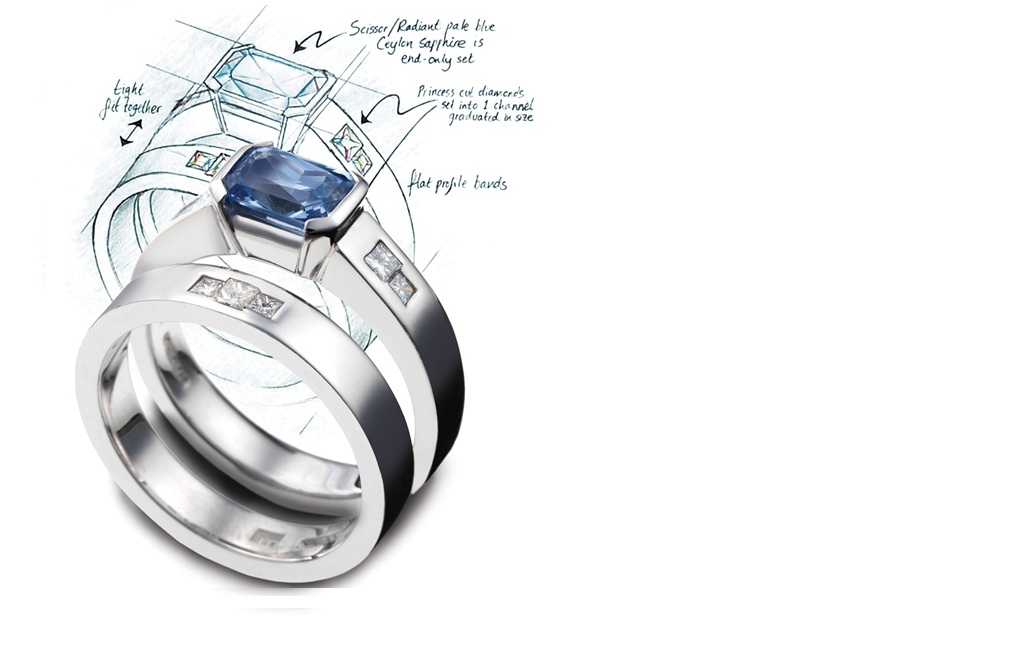 Scissor/Radiant pale blue
Ceylon Sapphire is
end-only set
tight
fit together
Princess cut diamonds
set into 1 channel
graduated in size
flat profile bands